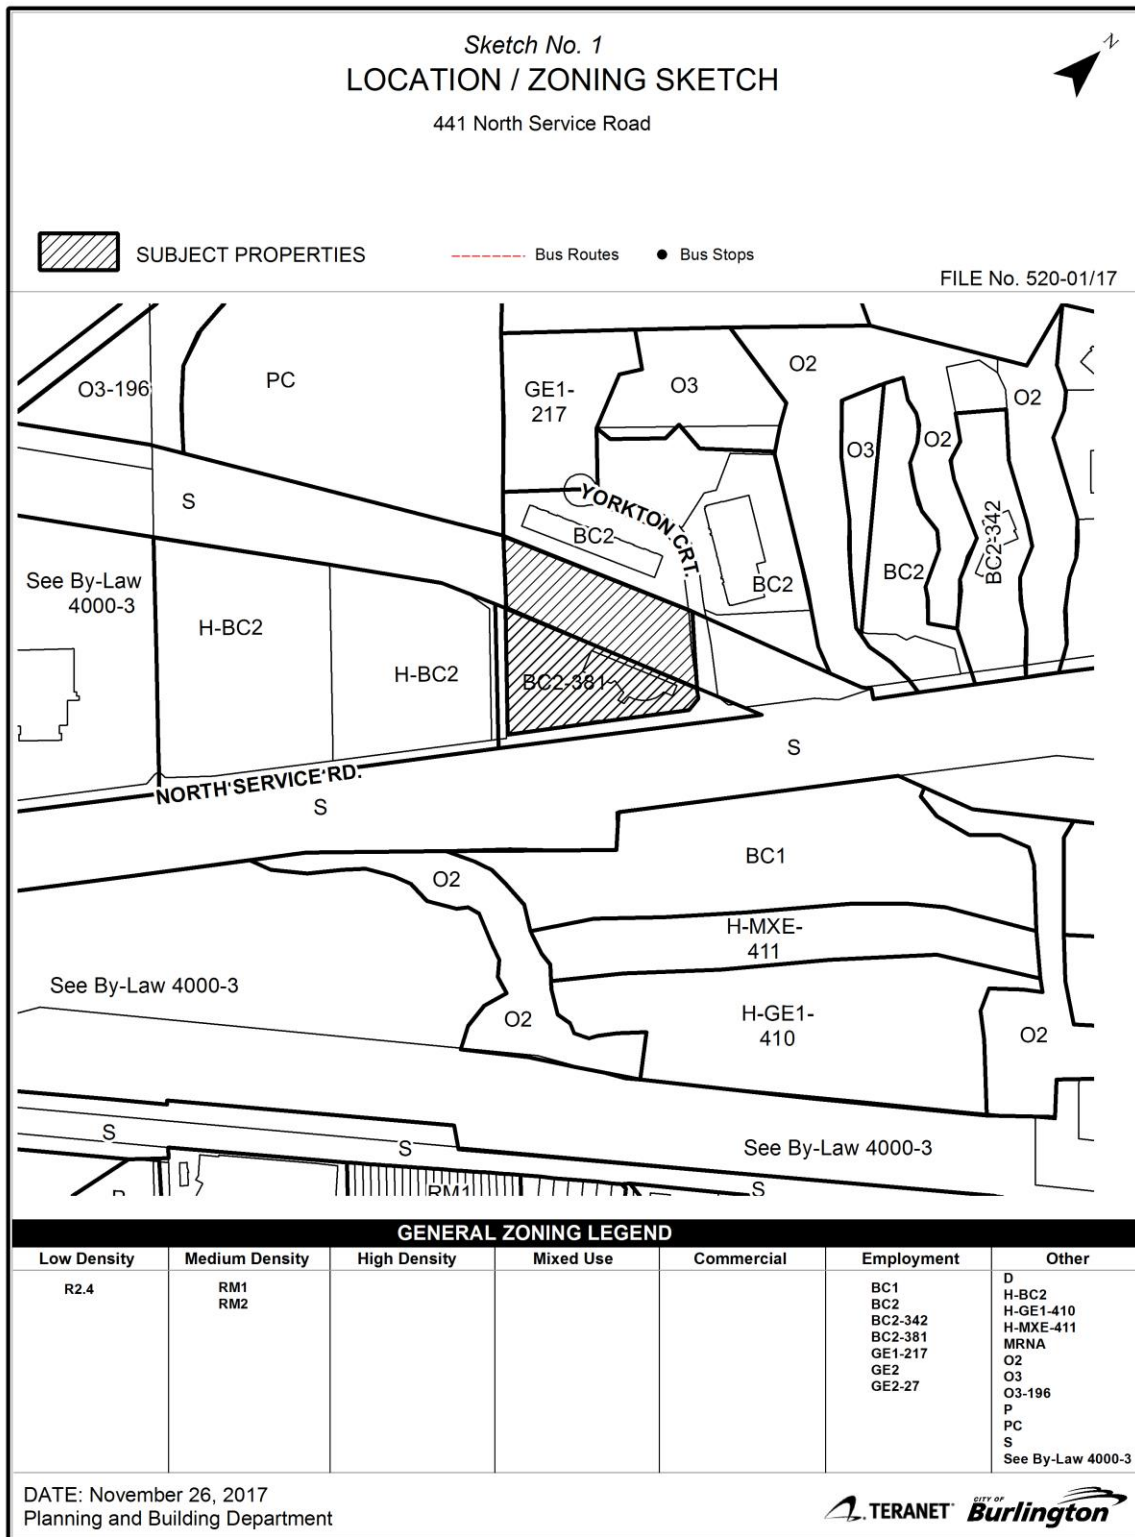 Sketch No. 1
LOCATION / ZONING SKETCH
441 North Service Road
N
SUBJECT PROPERTIES
Bus Routes
Bus Stops
FILE No. 520-01/17
O3-196
PC
GE1-
217
O3
O2
O2
O3
O2
S
YORKTON CRT.
BC2
BC2
BC2
BC2-342
See By-Law
4000-3
H-BC2
H-BC2
BC2-381
S
NORTH SERVICE RD.
S
BC1
O2
H-MXE-
411
See By-Law 4000-3
O2
H-GE1-
410
O2
S
S
See By-Law 4000-3
S
P
RM1
GENERAL ZONING LEGEND
Low Density
Medium Density
High Density
Mixed Use
Commercial
Employment
Other
R2.4
RM1
RM2
BC1
BC2
BC2-342
BC2-381
GE1-217
GE2
GE2-27
D
H-BC2
H-GE1-410
H-MXE-411
MRNA
O2
O3
O3-196
P
PC
S
See By-Law 4000-3
DATE: November 26, 2017
Planning and Building Department
TERANET
CITY OF
Burlington